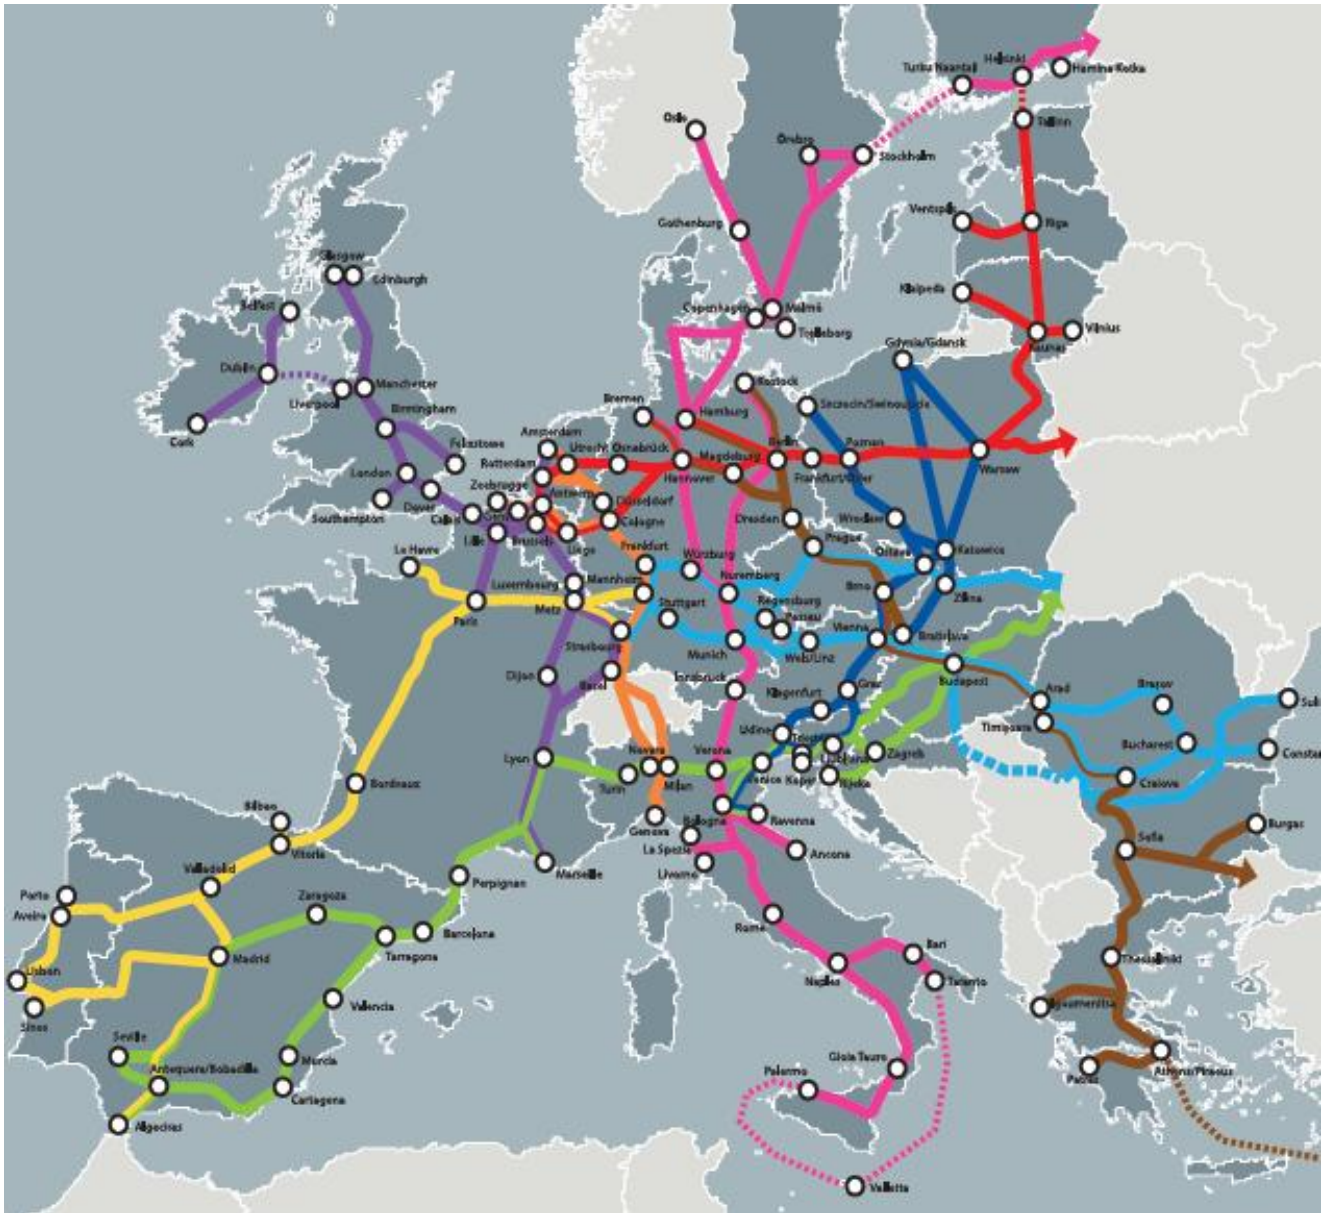 Helsinki
Turku Naantali
Hamina Kotka
Tallinn
Oslo
Örebro
Stockholm
Ventspils
Riga
Gothenburg
Glasgow
Edinburgh
Klaipeda
Belfast
Copenhagen
Malmö
Trelleborg
Vilnius
Kaunas
Gdynia/Gdansk
Dublin
Manchester
Liverpool
Rostock
Bremen
Hamburg
Szczecin/Swinoujscie
Birmingham
Cork
Felixstowe
Amsterdam
Utrecht
Osnabrück
Berlin
Poznan
Warsaw
London
Rotterdam
Magdeburg
Hannover
Frankfurt/Oder
Zeebrugge
Antwerp
Düsseldorf
Southampton
Dover
Calais
Cologne
Dresden
Wroclaw
Lille
Brussels
Liège
Frankfurt
Prague
Ostrava
Katowice
Le Havre
Würzburg
Luxembourg
Mannheim
Nuremberg
Brno
Zilina
Paris
Metz
Stuttgart
Regensburg
Passau
Vienna
Bratislava
Strasbourg
Munich
Wels/Linz
Dijon
Basel
Innsbruck
Klagenfurt
Graz
Budapest
Arad
Brasov
Timişoara
Udine
Bucharest
Lyon
Novara
Verona
Ljubljana
Zagreb
Turin
Milan
Venice
Koper
Rijeka
Craiova
Bordeaux
Bilbao
Genova
Bologna
Ravenna
Sofia
Burgas
Vitoria
La Spezia
Ancona
Livorno
Valladolid
Marseille
Perpignan
Porto
Aveiro
Zaragoza
Barcelona
Rome
Madrid
Tarragona
Bari
Naples
Taranto
Thessaloniki
Lisbon
Sines
Valencia
Igoumenitsa
Seville
Antequera/Bobadilla
Murcia
Gioia Tauro
Palermo
Patras
Athens/Piraeus
Cartagena
Algeciras
Valletta